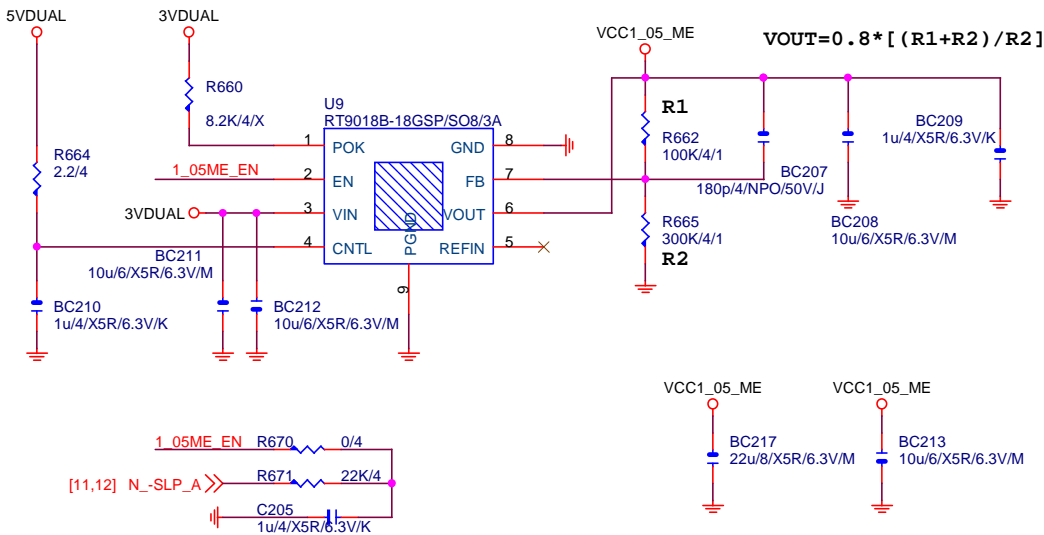 5VDUAL
3VDUAL
VCC1_05_ME
VOUT=0.8*[(R1+R2)/R2]
R660
8.2K/4/X
U9
RT9018B-18GSP/SO8/3A
R664
2.2/4
1_05ME_EN
3VDUAL
1
POK
2
EN
3
VIN
4
CNTL
GND
8
FB
7
VOUT
6
REFIN
5
PGND
9
R1
R662
100K/4/1
R665
300K/4/1
R2
BC207
180p/4/NPO/50V/J
BC208
10u/6/X5R/6.3V/M
BC209
1u/4/X5R/6.3V/K
BC211
10u/6/X5R/6.3V/M
BC210
1u/4/X5R/6.3V/K
BC212
10u/6/X5R/6.3V/M
1_05ME_EN R670 0/4
[11,12] N_-SLP_A R671 22K/4
C205
1u/4/X5R/6.3V/K
VCC1_05_ME
BC217
22u/8/X5R/6.3V/M
VCC1_05_ME
BC213
10u/6/X5R/6.3V/M